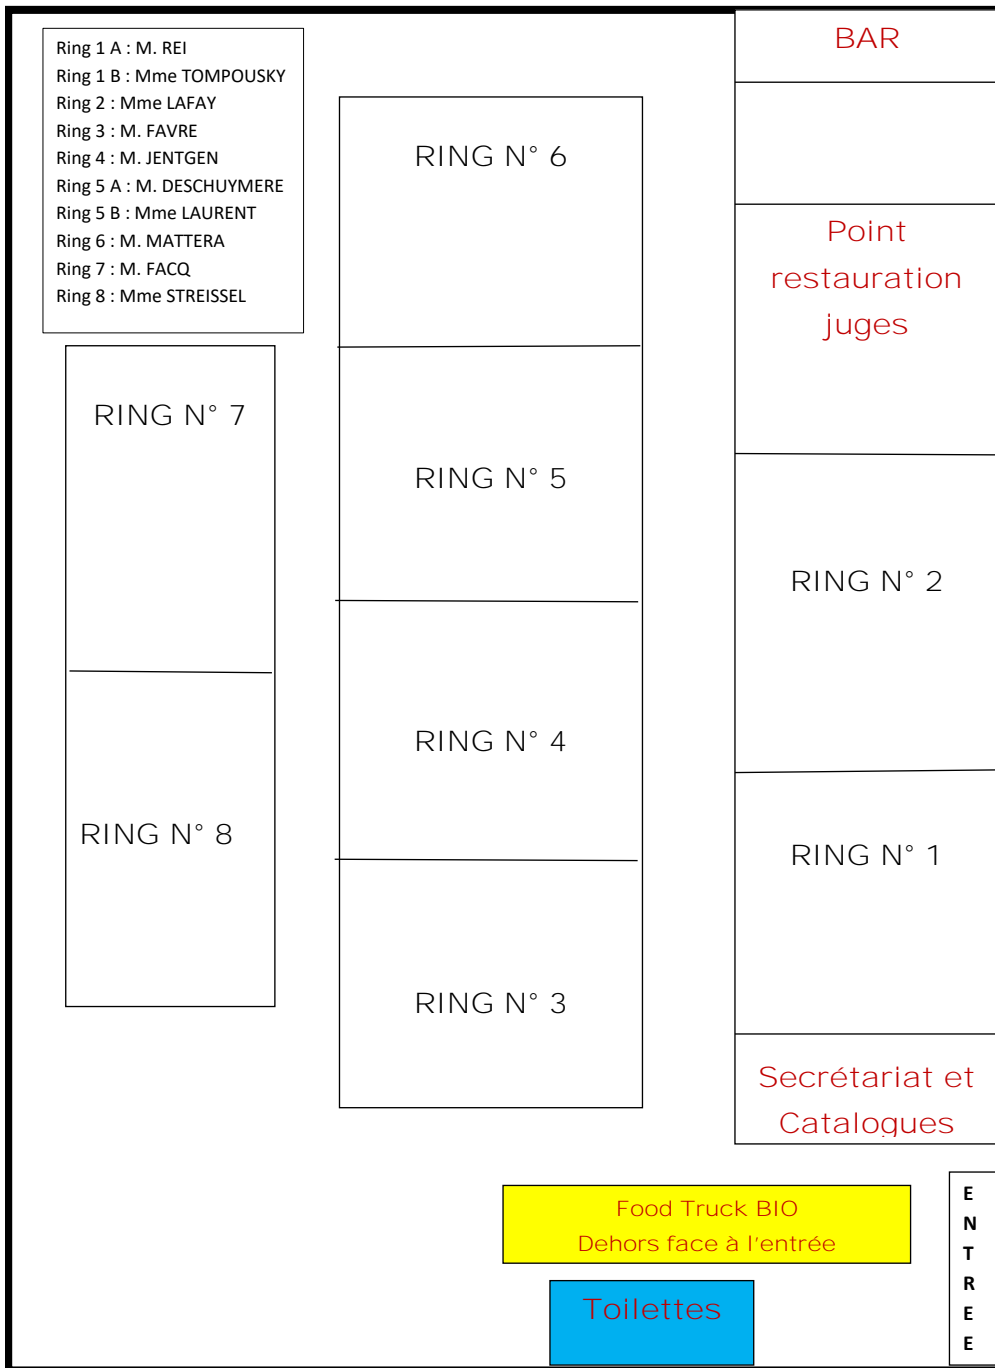 Ring 1 A : M. REI
Ring 1 B : Mme TOMPOUSKY
Ring 2 : Mme LAFAY
Ring 3 : M. FAVRE
Ring 4 : M. JENTGEN
Ring 5 A : M. DESCHUYMERE
Ring 5 B : Mme LAURENT
Ring 6 : M. MATTERA
Ring 7 : M. FACQ
Ring 8 : Mme STREISSEL
RING N° 7
RING N° 8
RING N° 6
RING N° 5
RING N° 4
RING N° 3
BAR
Point
restauration
juges
RING N° 2
RING N° 1
Secrétariat et
Catalogues
Food Truck BIO
Dehors face à l'entrée
Toilettes
E
N
T
R
E
E